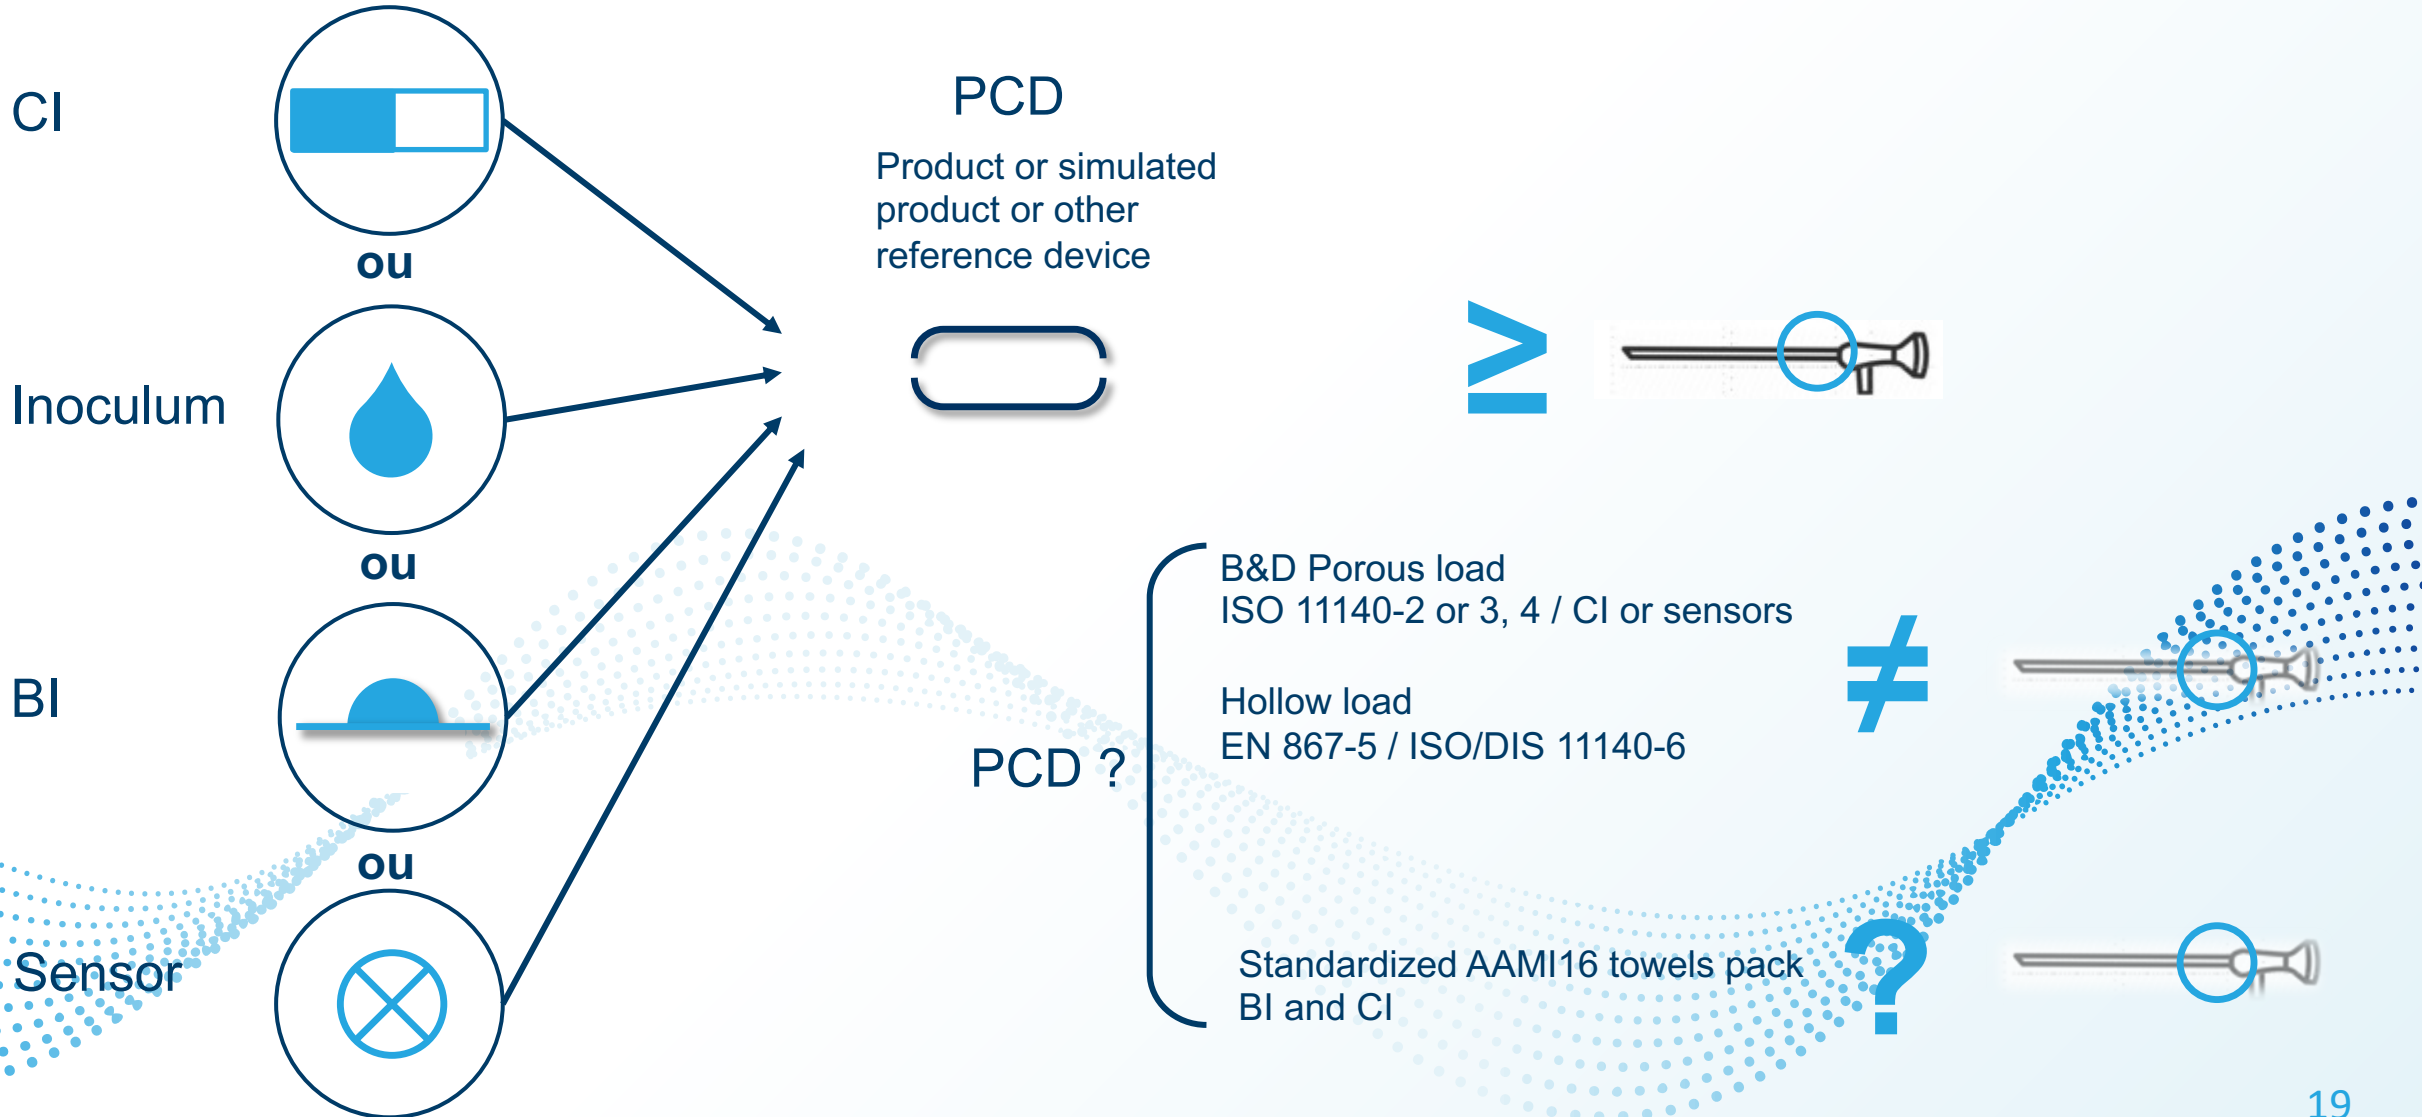 CI
ou
Inoculum
ou
BI
ou
Sensor
PCD
Product or simulated
product or other
reference device
≥
PCD ?
B&D Porous load
ISO 11140-2 or 3, 4 / CI or sensors
Hollow load
EN 867-5 / ISO/DIS 11140-6
≠
Standardized AAMI16 towels pack
BI and CI
?
19